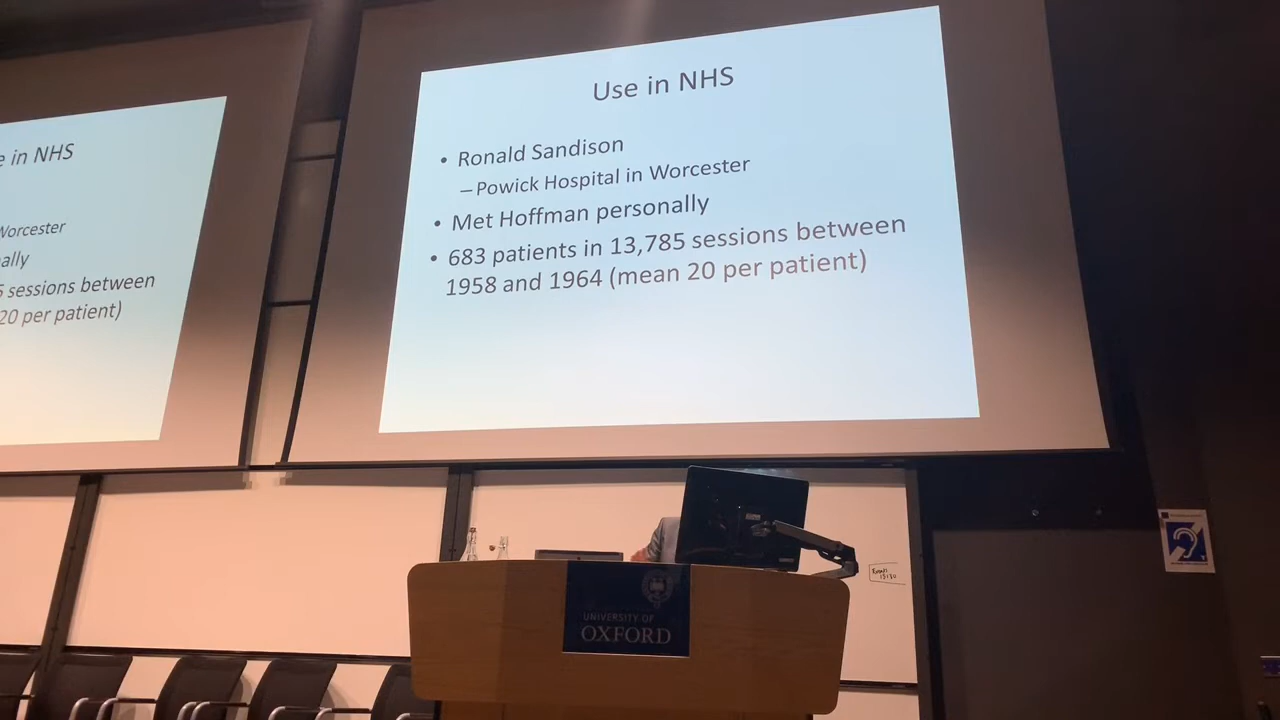 Use in NHS
• Ronald Sandison
– Powick Hospital in Worcester
• Met Hoffman personally
• 683 patients in 13,785 sessions between
1958 and 1964 (mean 20 per patient)
e in NHS
Worcester
ally
sessions between
20 per patient)
UNIVERSITY OF
OXFORD